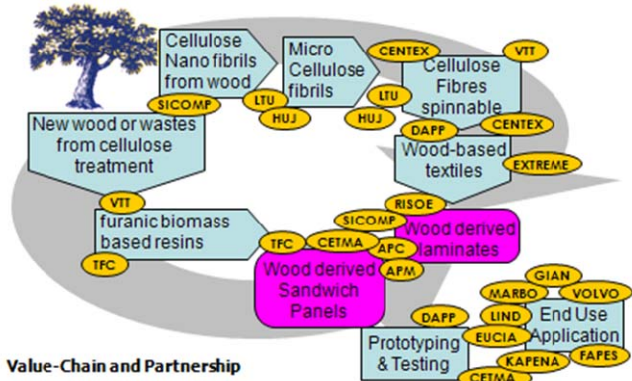 Cellulose
Nano fibrils
from wood
SICOMP
LTU
HUJ
Micro
Cellulose
fibrils
LTU
HUJ
CENTEX
VTT
Cellulose
Fibres
spinnable
DAPP
CENTEX
Wood-based
textiles
EXTREME
New wood or wastes
from cellulose
treatment
VTT
furanic biomass
based resins
TFC
TFC
CETMA
SICOMP
RISOE
APC
APM
Wood derived
laminates
Wood derived
Sandwich
Panels
DAPP
Prototyping
& Testing
CETMA
GIAN
MARBO
VOLVO
LIND
EUCIA
End Use
Application
KAPENA
FAPES
Value-Chain and Partnership